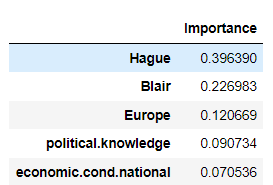 Importance
Hague 0.396390
Blair 0.226983
Europe 0.120669
political.knowledge 0.090734
economic.cond.national 0.070536